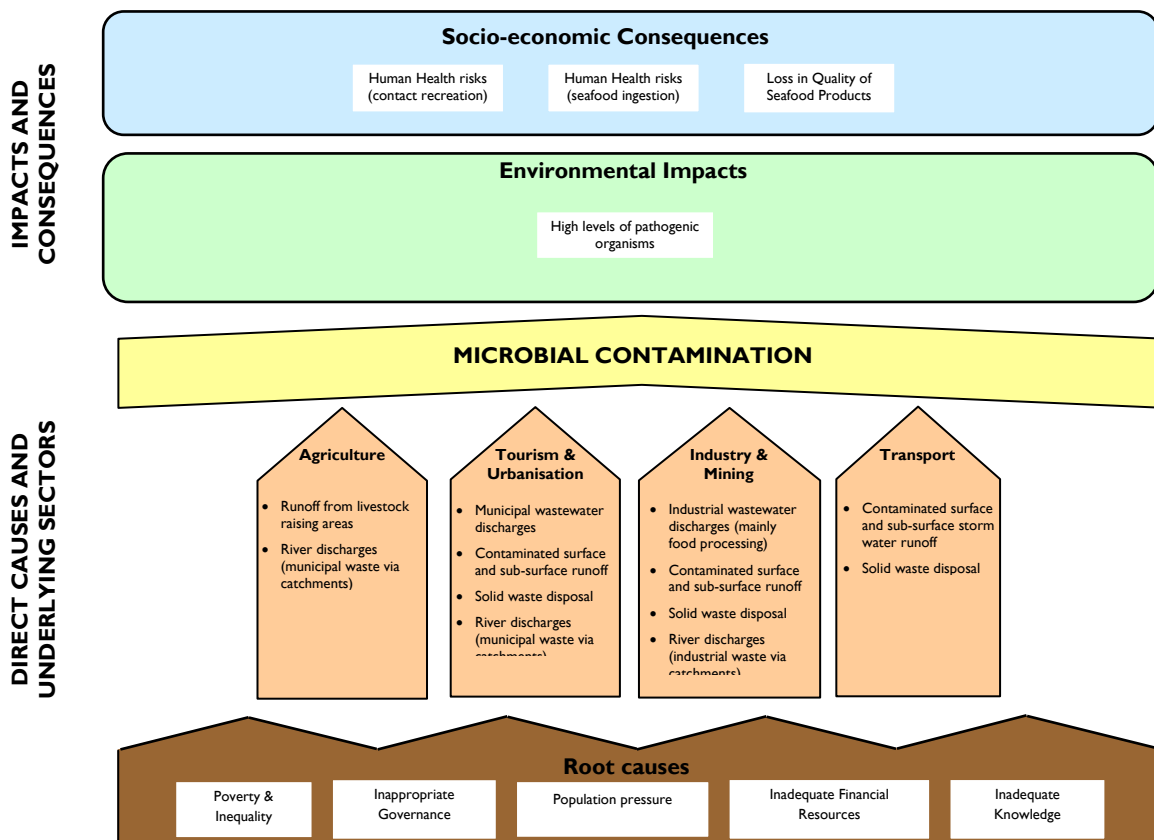 IMPACTS AND
CONSEQUENCES
Socio-economic Consequences
Human Health risks
(contact recreation)
Human Health risks
(seafood ingestion)
Loss in Quality of
Seafood Products
Environmental Impacts
High levels of pathogenic
organisms
MICROBIAL CONTAMINATION
DIRECT CAUSES AND
UNDERLYING SECTORS
Agriculture
• Runoff from livestock
raising areas
• River discharges
(municipal waste via
catchments)
Tourism &
Urbanisation
• Municipal wastewater
discharges
• Contaminated surface
and sub-surface runoff
• Solid waste disposal
• River discharges
(municipal waste via
catchments)
Industry &
Mining
• Industrial wastewater
discharges (mainly
food processing)
• Contaminated surface
and sub-surface runoff
• Solid waste disposal
• River discharges
(industrial waste via
catchments)
Transport
• Contaminated surface
and sub-surface storm
water runoff
• Solid waste disposal
Root causes
Poverty &
Inequality
Inappropriate
Governance
Population pressure
Inadequate Financial
Resources
Inadequate
Knowledge